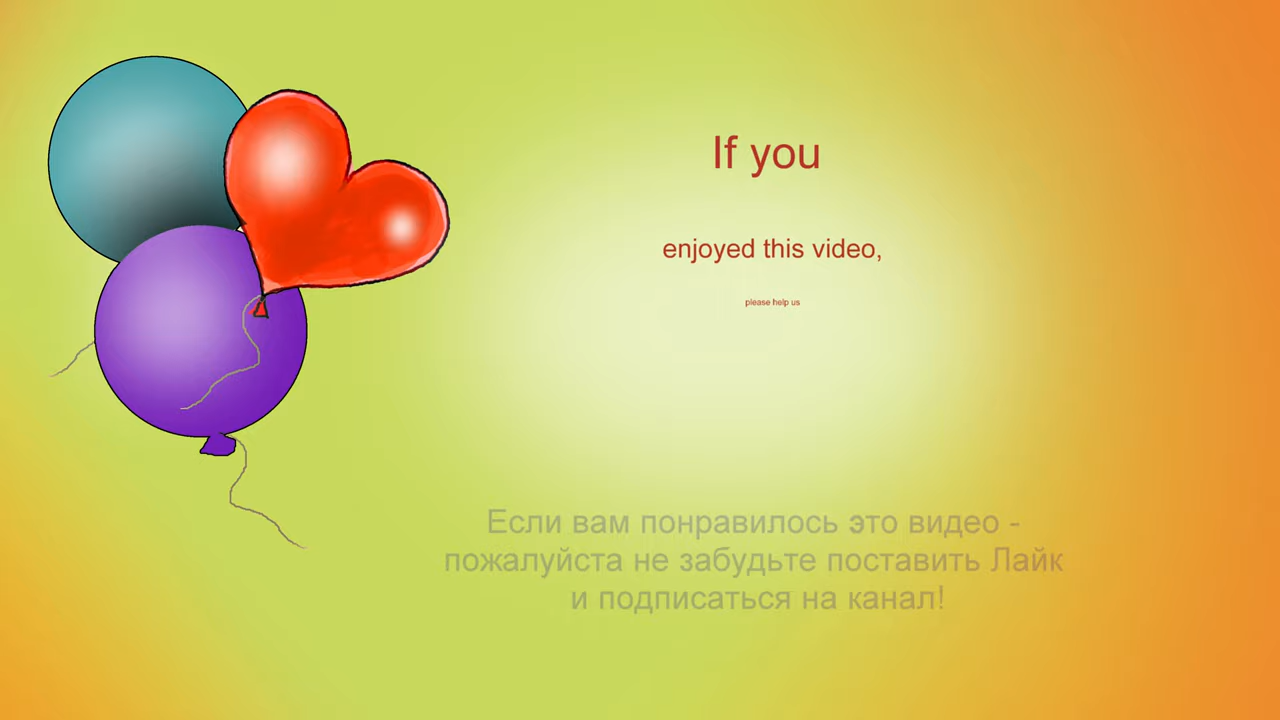 If you
enjoyed this video,
please help us
Если вам понравилось это видео -
пожалуйста не забудьте поставить Лайк
и подписаться на канал!